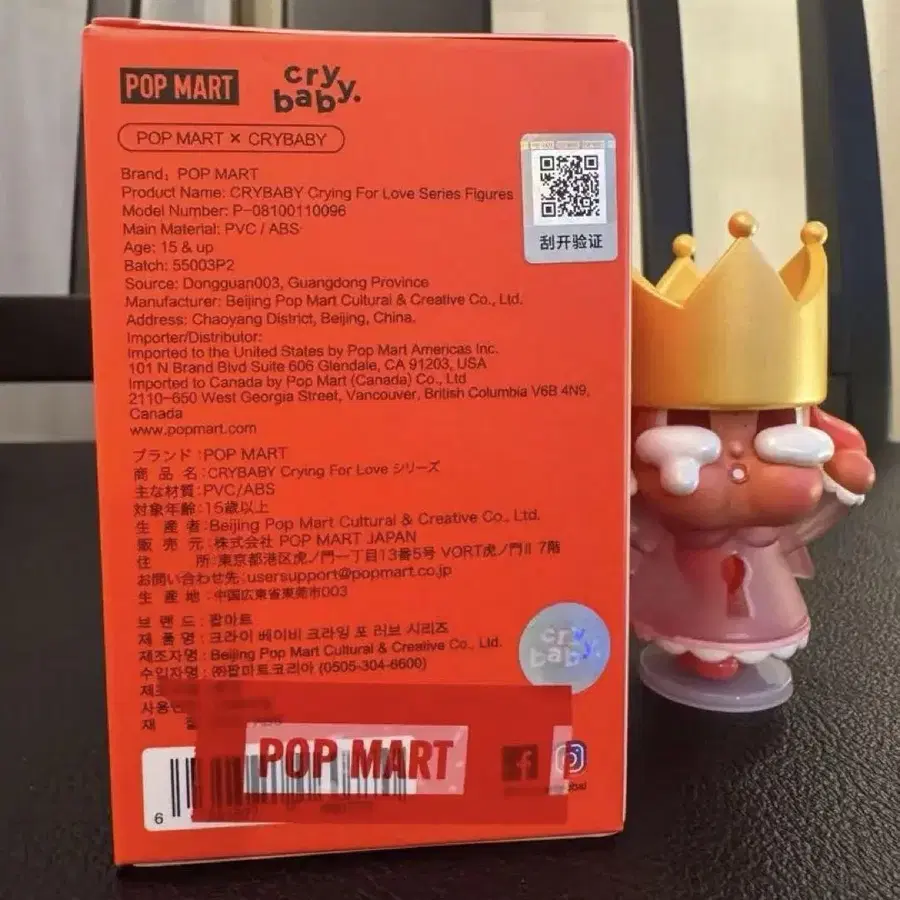 POP MART
cry baby.
POP MART × CRYBABY
Brand: POP MART
Product Name: CRYBABY Crying For Love Series Figures
Model Number: P-08100110096
Main Material: PVC / ABS
Age: 15 & up
Batch: 55003P2
Source: Dongguan003, Guangdong Province
Manufacturer: Beijing Pop Mart Cultural & Creative Co., Ltd.
Address: Chaoyang District, Beijing, China.
Importer/Distributor:
Imported to the United States by Pop Mart Americas Inc.
101 N Brand Blvd Suite 606 Glendale, CA 91203, USA
Imported to Canada by Pop Mart (Canada) Co., Ltd
2110-650 West Georgia Street, Vancouver, British Columbia V6B 4N9,
Canada
www.popmart.com
刮开验证
ブランド:POP MART
商品名:CRYBABY Crying For Love シリーズ
主な材質:PVC/ABS
対象年齢:15歳以上
生産者:Beijing Pop Mart Cultural & Creative Co., Ltd.
販売元:株式会社 POP MART JAPAN
住所:東京都港区虎ノ門一丁目13番5号 VORT虎ノ門II 7階
お問い合わせ先:usersupport@popmart.co.jp
生産地:中国広東省東莞市003
브랜드: 팝마트
제품명: 크라이 베이비 크라잉 포 러브 시리즈
제조자명: Beijing Pop Mart Cultural & Creative Co., Ltd.
수입자명: ㈜팝마트코리아 (0505-304-6600)
제조
사용
재
cry baby.
POP MART
6